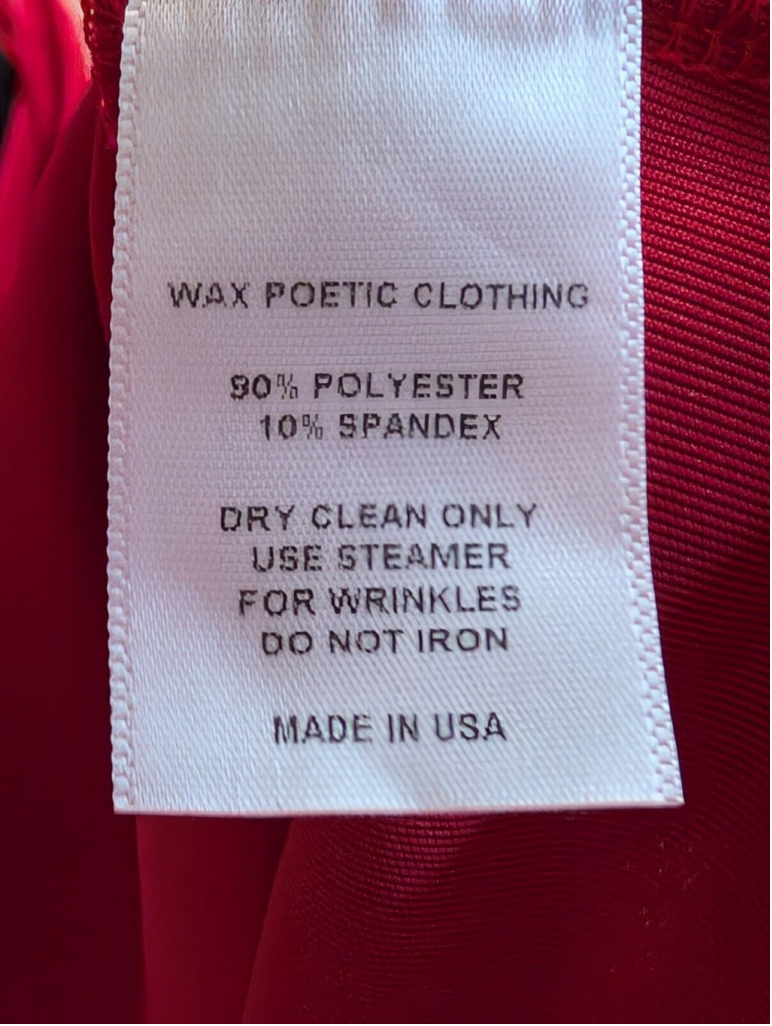 WAX POETIC CLOTHING
90% POLYESTER
10% SPANDEX
DRY CLEAN ONLY
USE STEAMER
FOR WRINKLES
DO NOT IRON
MADE IN USA